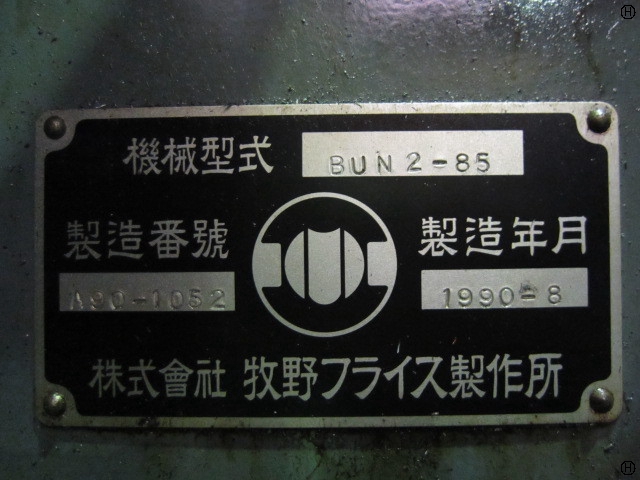 機械型式 BUN2-85
製造番號 製造年月
A90-1052 1990-8
株式會社 牧野フライス製作所